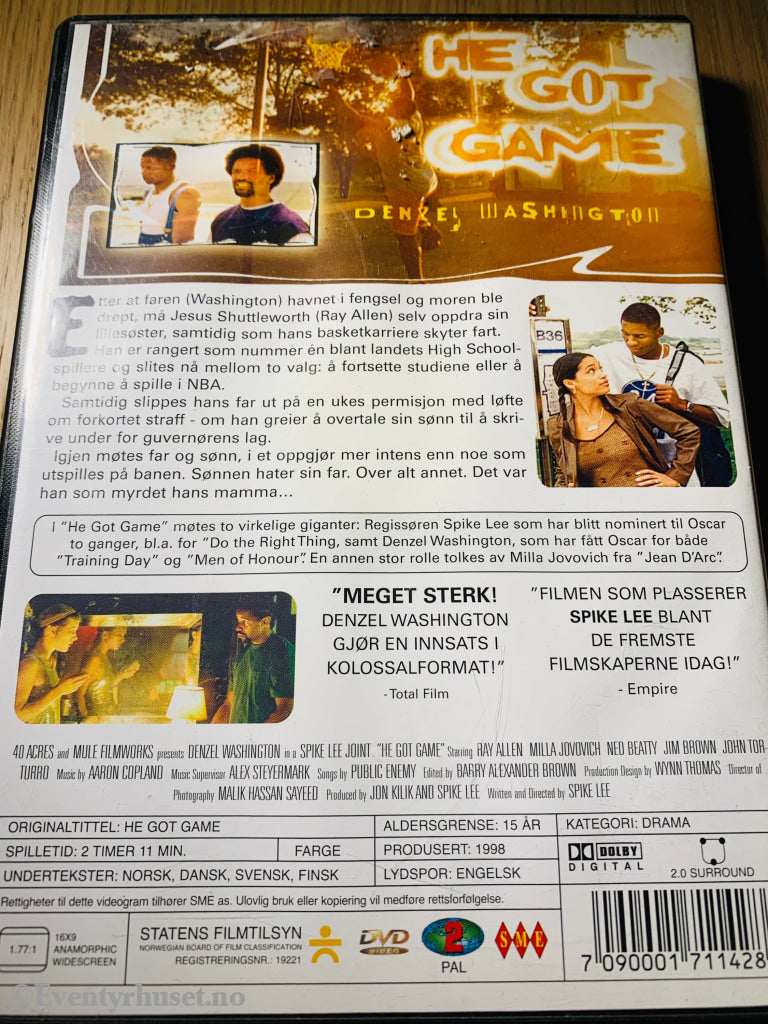 HE
GOT
GAME
DENZEL WASHINGTON
Etter at faren (Washington) havnet i fengsel og moren ble
drept, må Jesus Shuttleworth (Ray Allen) selv oppdra sin
lillesøster, samtidig som hans basketkarriere skyter fart.
Han er rangert som nummer én blant landets High School-
spillere og slites nå mellom to valg: å fortsette studiene eller å
begynne å spille i NBA.
Samtidig slippes hans far ut på en ukes permisjon med løfte
om forkortet straff - om han greier å overtale sin sønn til å skri-
ve under for guvernørens lag.
Igjen møtes far og sønn, i et oppgjør mer intens enn noe som
utspilles på banen. Sønnen hater sin far. Over alt annet. Det var
han som myrdet hans mamma...
B36
I "He Got Game" møtes to virkelige giganter: Regissøren Spike Lee som har blitt nominert til Oscar
to ganger, bl.a. for "Do the Right Thing, samt Denzel Washington, som har fått Oscar for både
"Training Day" og "Men of Honour". En annen stor rolle tolkes av Milla Jovovich fra "Jean D'Arc".
"MEGET STERK!
DENZEL WASHINGTON
GJØR EN INNSATS I
KOLOSSALFORMAT!"
- Total Film
"FILMEN SOM PLASSERER
SPIKE LEE BLANT
DE FREMSTE
FILMSKAPERNE IDAG!"
- Empire
40 ACRES and MULE FILMWORKS presents DENZEL WASHINGTON in a SPIKE LEE JOINT "HE GOT GAME" Starring RAY ALLEN MILLA JOVOVICH NED BEATTY JIM BROWN JOHN TOR-
TURRO Music by AARON COPLAND Music Supervisor ALEX STEYERMARK Songs by PUBLIC ENEMY Edited by BARRY ALEXANDER BROWN Production Design by WYNN THOMAS Director of
Photography MALIK HASSAN SAYEED Produced by JON KILIK AND SPIKE LEE Written and Directed by SPIKE LEE
ORIGINALTITTEL: HE GOT GAME
ALDERSGRENSE: 15 ÅR
KATEGORI: DRAMA
SPILLETID: 2 TIMER 11 MIN.
FARGE
PRODUSERT: 1998
UNDERTEKSTER: NORSK, DANSK, SVENSK, FINSK
LYDSPOR: ENGELSK
DOLBY
DIGITAL
2.0 SURROUND
Rettigheter til dette videogram tilhører SME as. Ulovlig bruk eller kopiering vil medføre rettsforfølgelse.
1.77:1
16X9
ANAMORPHIC
WIDESCREEN
STATENS FILMTILSYN
NORWEGIAN BOARD OF FILM CLASSIFICATION
REGISTRERINGSNR.: 19221
DVD
VIDEO
2
PAL
SME
7 090001 711428
©Eventyrhuset.no